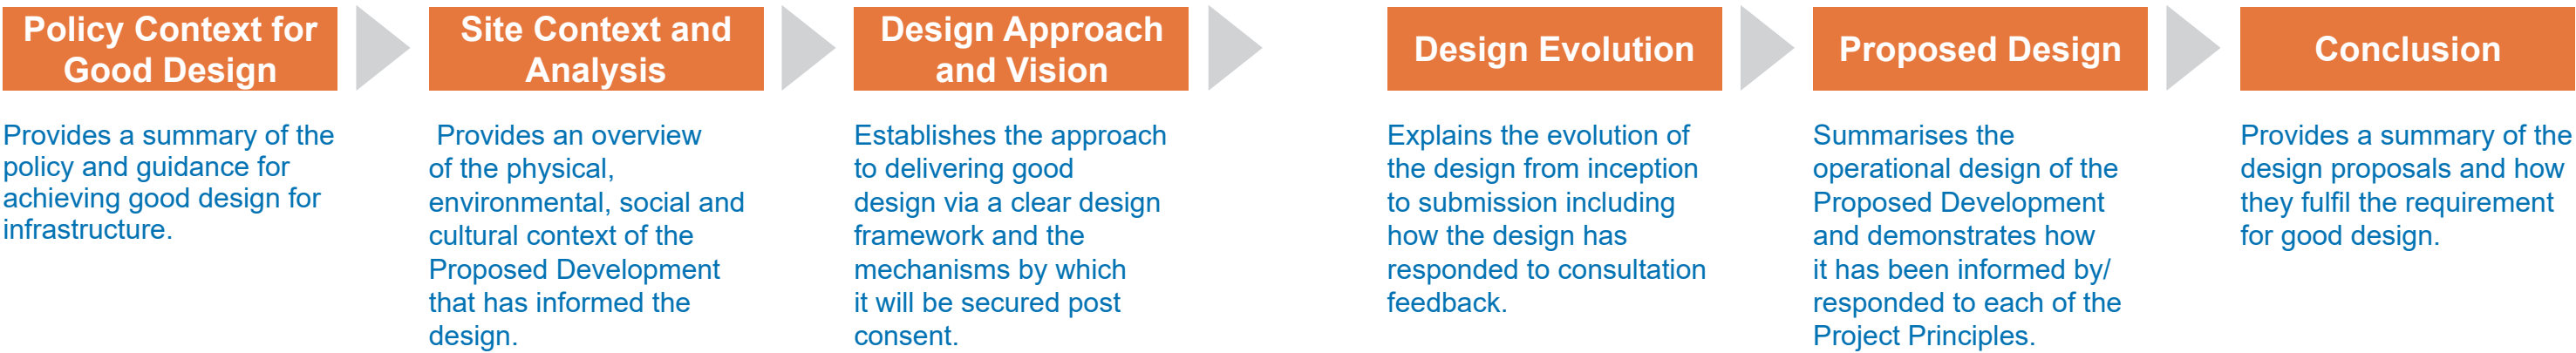 Policy Context for
Good Design
Provides a summary of the
policy and guidance for
achieving good design for
infrastructure.
Site Context and
Analysis
Provides an overview
of the physical,
environmental, social and
cultural context of the
Proposed Development
that has informed the
design.
Design Approach
and Vision
Establishes the approach
to delivering good
design via a clear design
framework and the
mechanisms by which
it will be secured post
consent.
Design Evolution
Explains the evolution of
the design from inception
to submission including
how the design has
responded to consultation
feedback.
Proposed Design
Summarises the
operational design of the
Proposed Development
and demonstrates how
it has been informed by/
responded to each of the
Project Principles.
Conclusion
Provides a summary of the
design proposals and how
they fulfil the requirement
for good design.